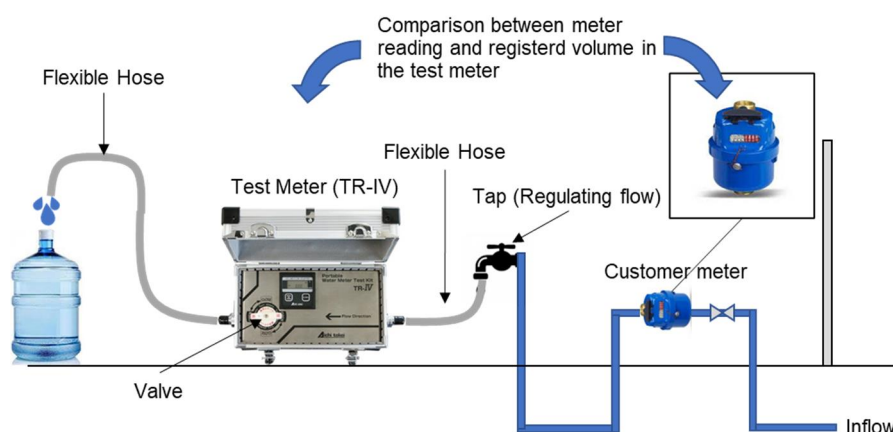 Comparison between meter
reading and registerd volume in
the test meter
Flexible Hose
Flexible Hose
Test Meter (TR-IV)
Tap (Regulating flow)
Customer meter
Portable
Water Meter Test Kit
TR-IV
Flow Direction
Valve
Inflow